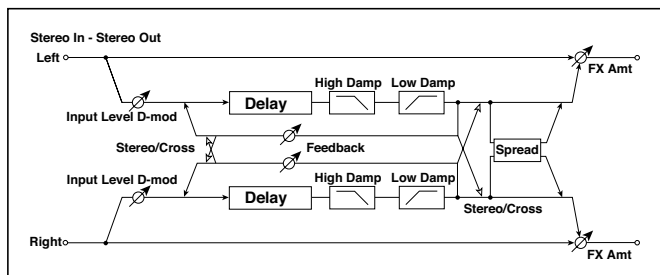 Stereo In - Stereo Out
Left
FX Amt
High Damp Low Damp
Delay
Input Level D-mod
Stereo/Cross
Feedback
Spread
Input Level D-mod
High Damp Low Damp
Delay
Stereo/Cross
Right
FX Amt